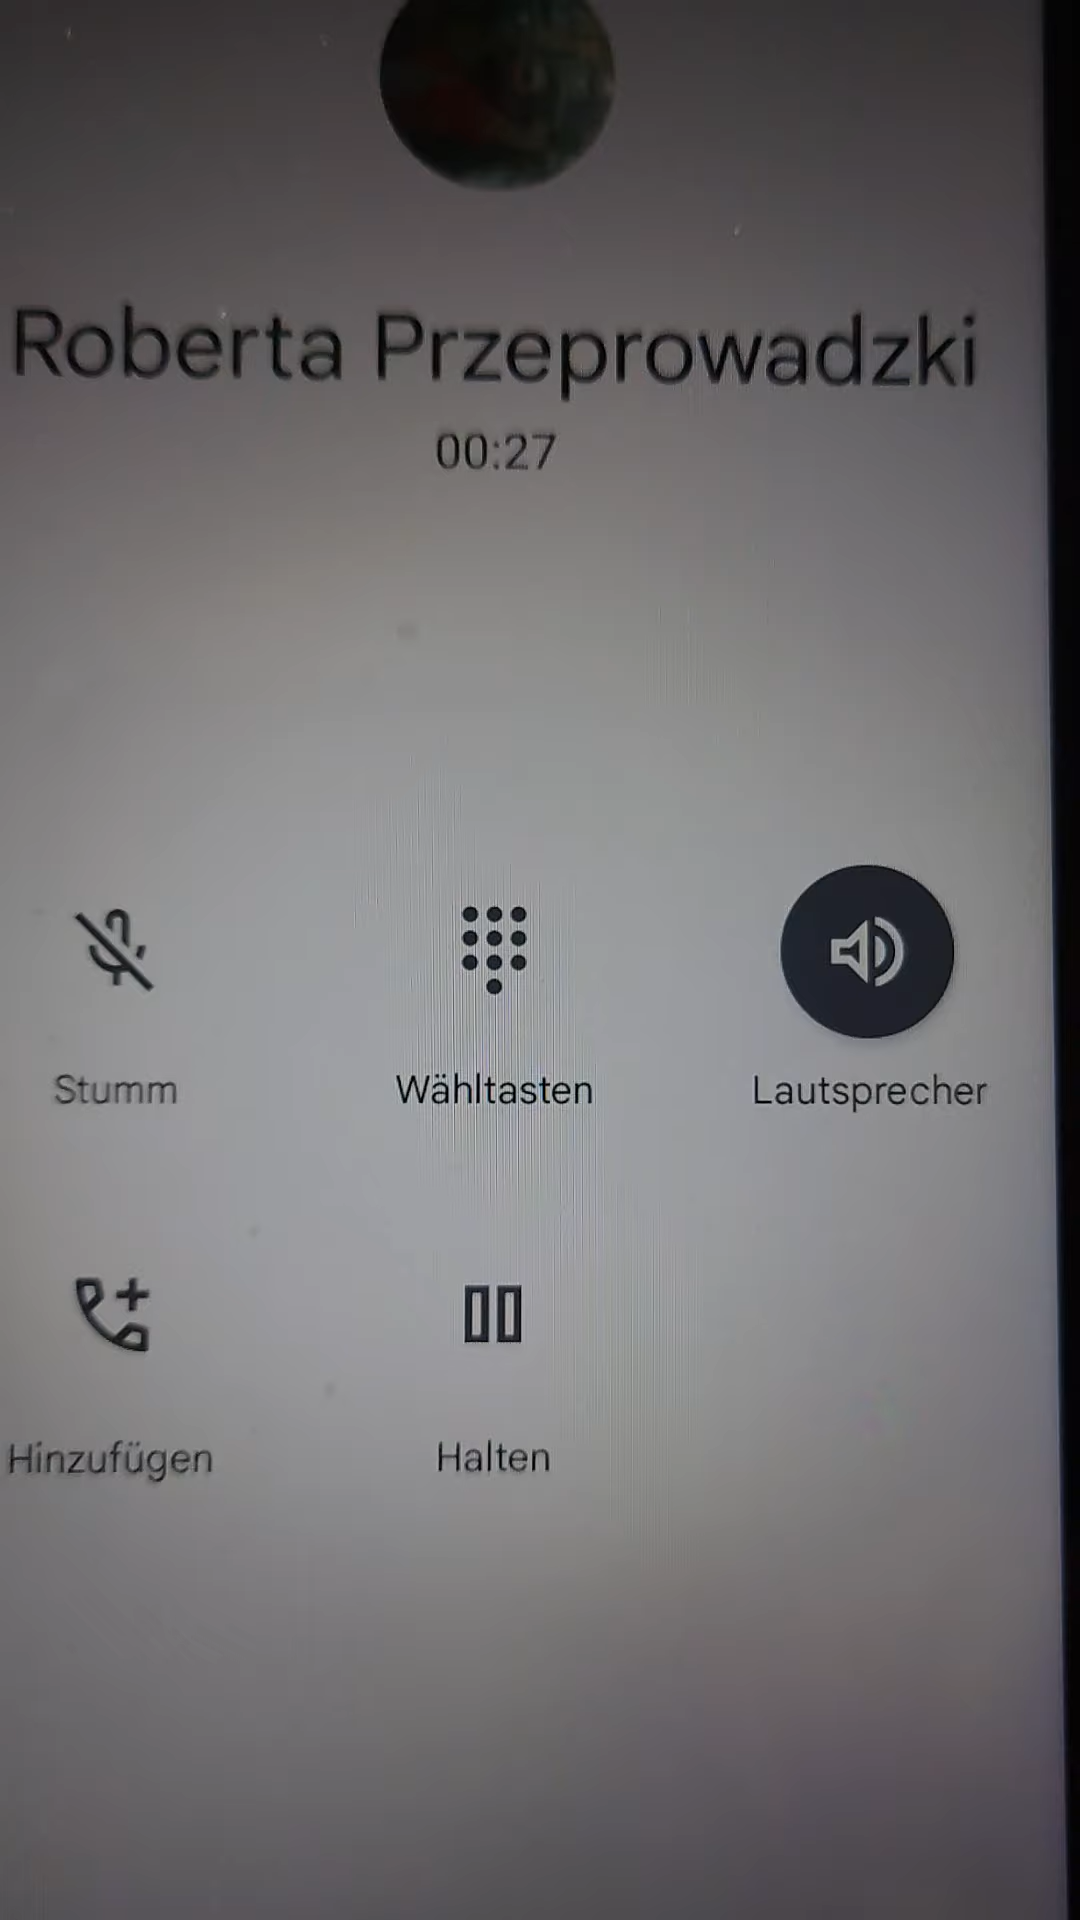 Roberta Przeprowadzki
00:27
Stumm
Wähltasten
Lautsprecher
Hinzufügen
Halten